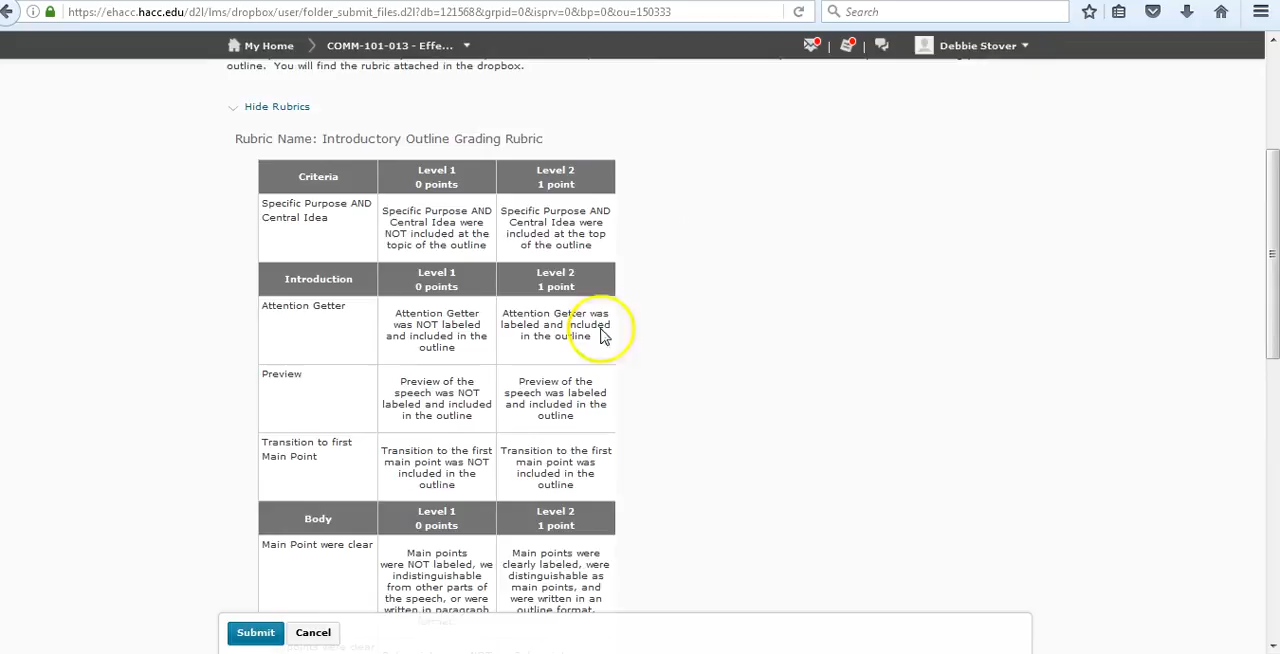 https://ehacc.hacc.edu/d2l/lms/dropbox/user/folder_submit_files.d2l?db=121568&grpid=0&isprv=0&bp=0&ou=150333
Search
My Home
COMM-101-013 - Effe...
Debbie Stover
outline.  You will find the rubric attached in the dropbox.
Hide Rubrics
Rubric Name: Introductory Outline Grading Rubric
Criteria
Level 1
0 points
Level 2
1 point
Specific Purpose AND
Central Idea
Specific Purpose AND
Central Idea were
NOT included at the
topic of the outline
Specific Purpose AND
Central Idea were
included at the top
of the outline
Introduction
Level 1
0 points
Level 2
1 point
Attention Getter
Attention Getter
was NOT labeled
and included in the
outline
Attention Getter was
labeled and included
in the outline
Preview
Preview of the
speech was NOT
labeled and included
in the outline
Preview of the
speech was labeled
and included in the
outline
Transition to first
Main Point
Transition to the first
main point was NOT
included in the
outline
Transition to the first
main point was
included in the
outline
Body
Level 1
0 points
Level 2
1 point
Main Point were clear
Main points
were NOT labeled, we
indistinguishable
from other parts of
the speech, or were
written in paragraph
Main points were
clearly labeled, were
distinguishable as
main points, and
were written in an
outline format.
Submit
Cancel